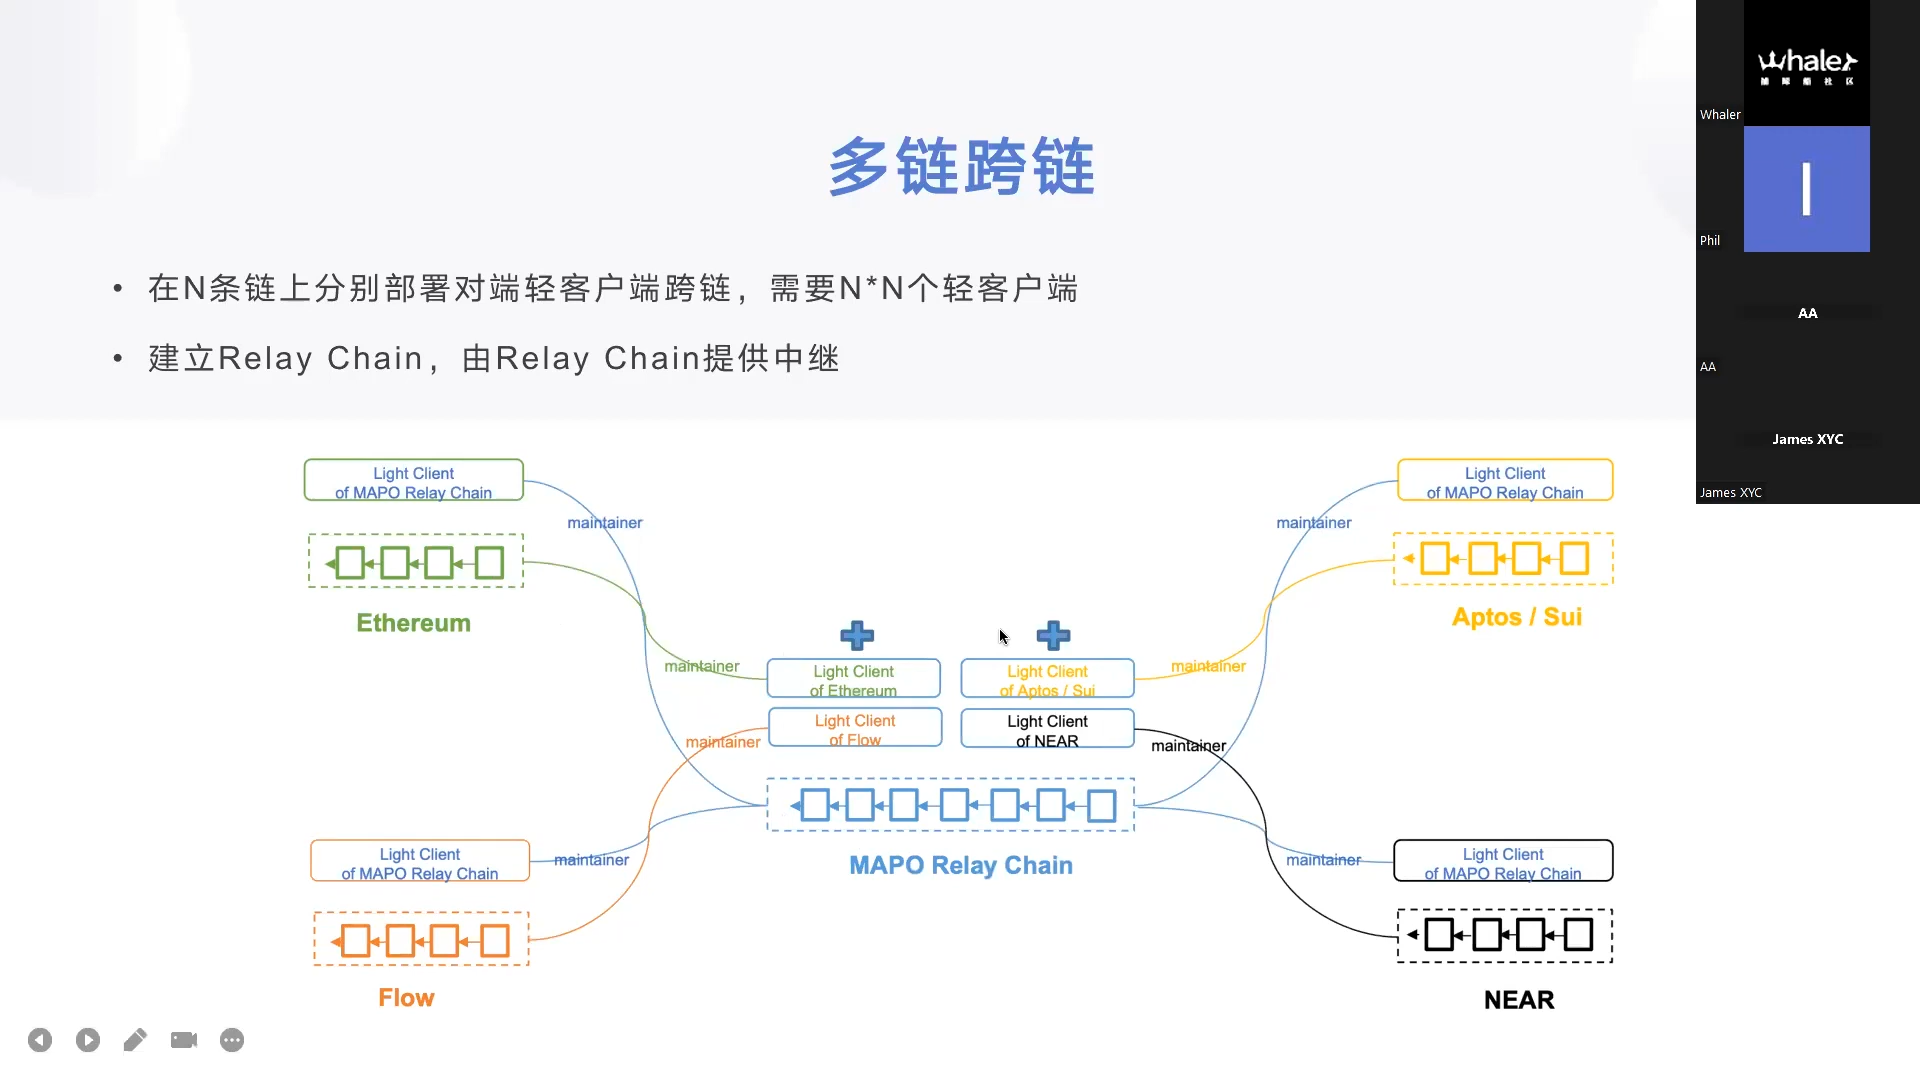 多链跨链
• 在N条链上分别部署对端轻客户端跨链，需要N*N个轻客户端
• 建立Relay Chain，由Relay Chain提供中继
Light Client
of MAPO Relay Chain
maintainer
Ethereum
maintainer
Light Client
of Ethereum
Light Client
of Aptos / Sui
maintainer
Light Client
of MAPO Relay Chain
maintainer
Aptos / Sui
Light Client
of Flow
maintainer
Light Client
of NEAR
maintainer
MAPO Relay Chain
Light Client
of MAPO Relay Chain
maintainer
Flow
Light Client
of MAPO Relay Chain
maintainer
NEAR
whaler
捕鲸船社区
Whaler
Phil
AA
AA
James XYC
James XYC